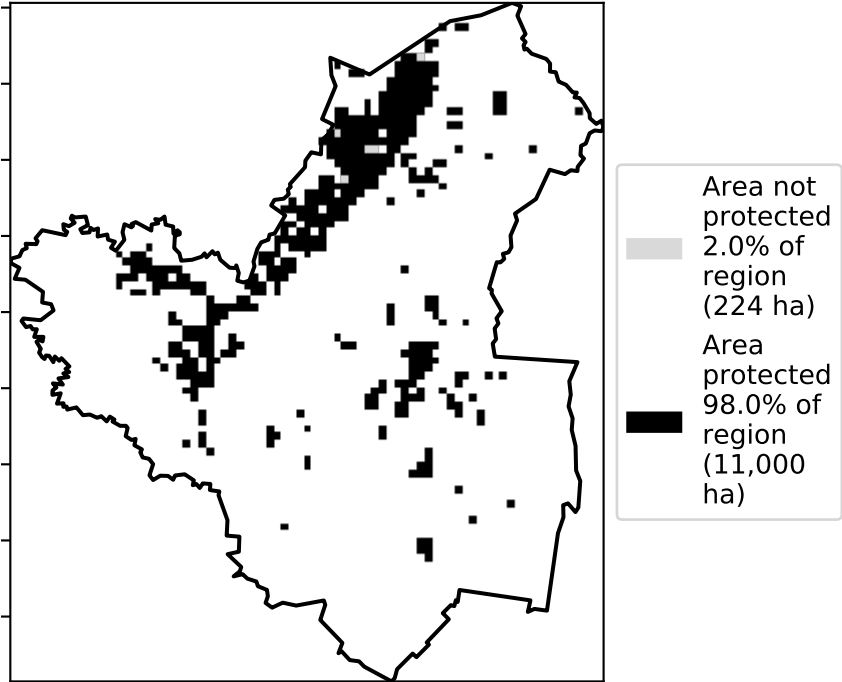 Area not
protected
2.0% of
region
(224 ha)
Area
protected
98.0% of
region
(11,000
ha)